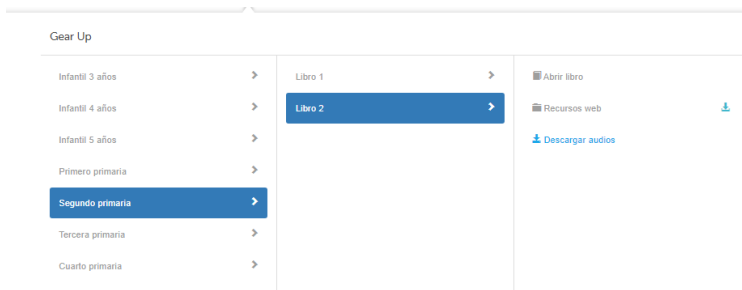 Gear Up
Infantil 3 años
Infantil 4 años
Infantil 5 años
Primero primaria
Segundo primaria
Tercera primaria
Cuarto primaria
Libro 1
Libro 2
Abrir libro
Recursos web
Descargar audios